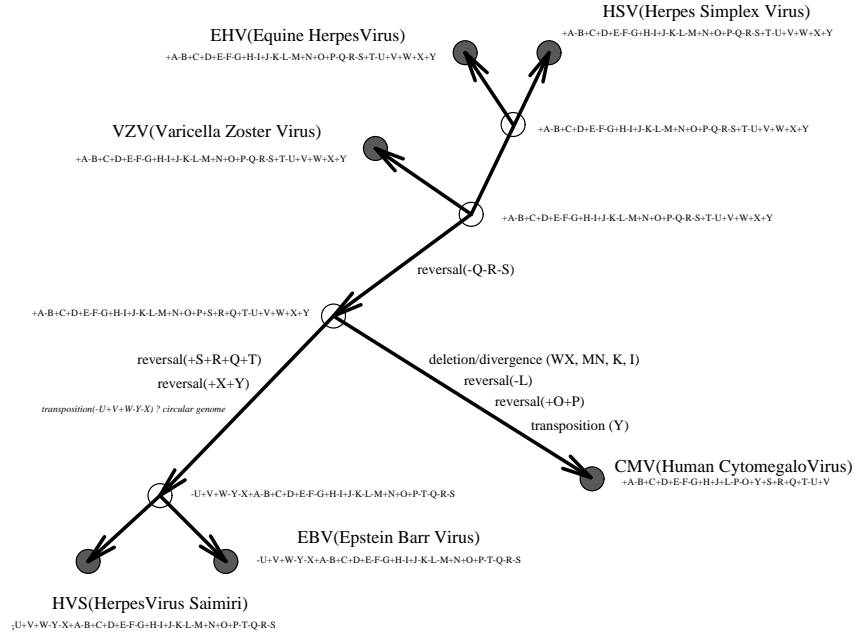 HSV(Herpes Simplex Virus)
+A-B+C+D+E-F-G+H-I+J-K-L-M+N+O+P-Q-R-S+T-U+V+W+X+Y
EHV(Equine HerpesVirus)
+A-B+C+D+E-F-G+H-I+J-K-L-M+N+O+P-Q-R-S+T-U+V+W+X+Y
+A-B+C+D+E-F-G+H-I+J-K-L-M+N+O+P-Q-R-S+T-U+V+W+X+Y
VZV(Varicella Zoster Virus)
+A-B+C+D+E-F-G+H-I+J-K-L-M+N+O+P-Q-R-S+T-U+V+W+X+Y
+A-B+C+D+E-F-G+H-I+J-K-L-M+N+O+P-Q-R-S+T-U+V+W+X+Y
reversal(-Q-R-S)
+A-B+C+D+E-F-G+H-I+J-K-L-M+N+O+P+S+R+Q+T-U+V+W+X+Y
reversal(+S+R+Q+T)
reversal(+X+Y)
transposition(-U+V+W-Y-X) ? circular genome
deletion/divergence (WX, MN, K, I)
reversal(-L)
reversal(+O+P)
transposition (Y)
CMV(Human CytomegaloVirus)
+A-B+C+D+E-F-G+H+J+L-P-O+Y+S+R+Q+T-U+V
-U+V+W-Y-X+A-B+C+D+E-F-G+H-I+J-K-L-M+N+O+P-T-Q-R-S
EBV(Epstein Barr Virus)
-U+V+W-Y-X+A-B+C+D+E-F-G+H-I+J-K-L-M+N+O+P-T-Q-R-S
HVS(HerpesVirus Saimiri)
-U+V+W-Y-X+A-B+C+D+E-F-G+H-I+J-K-L-M+N+O+P-T-Q-R-S